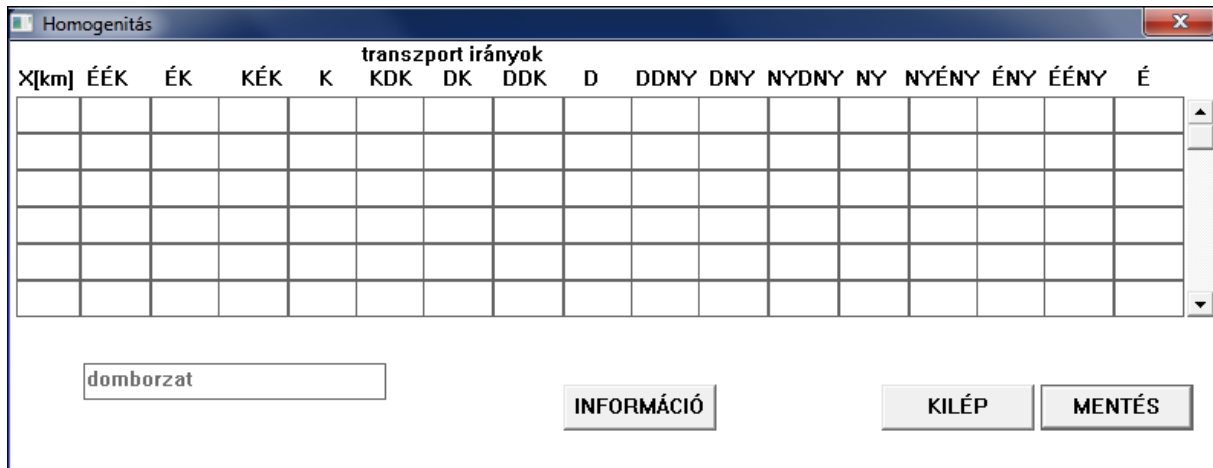 Homogenitás
transzport irányok
X[km] ÉÉK ÉK KÉK K KDK DK DDK D DDNY DNY NYDNY NY NYÉNY ÉNY ÉÉNY É
domborzat
INFORMÁCIÓ KILÉP MENTÉS